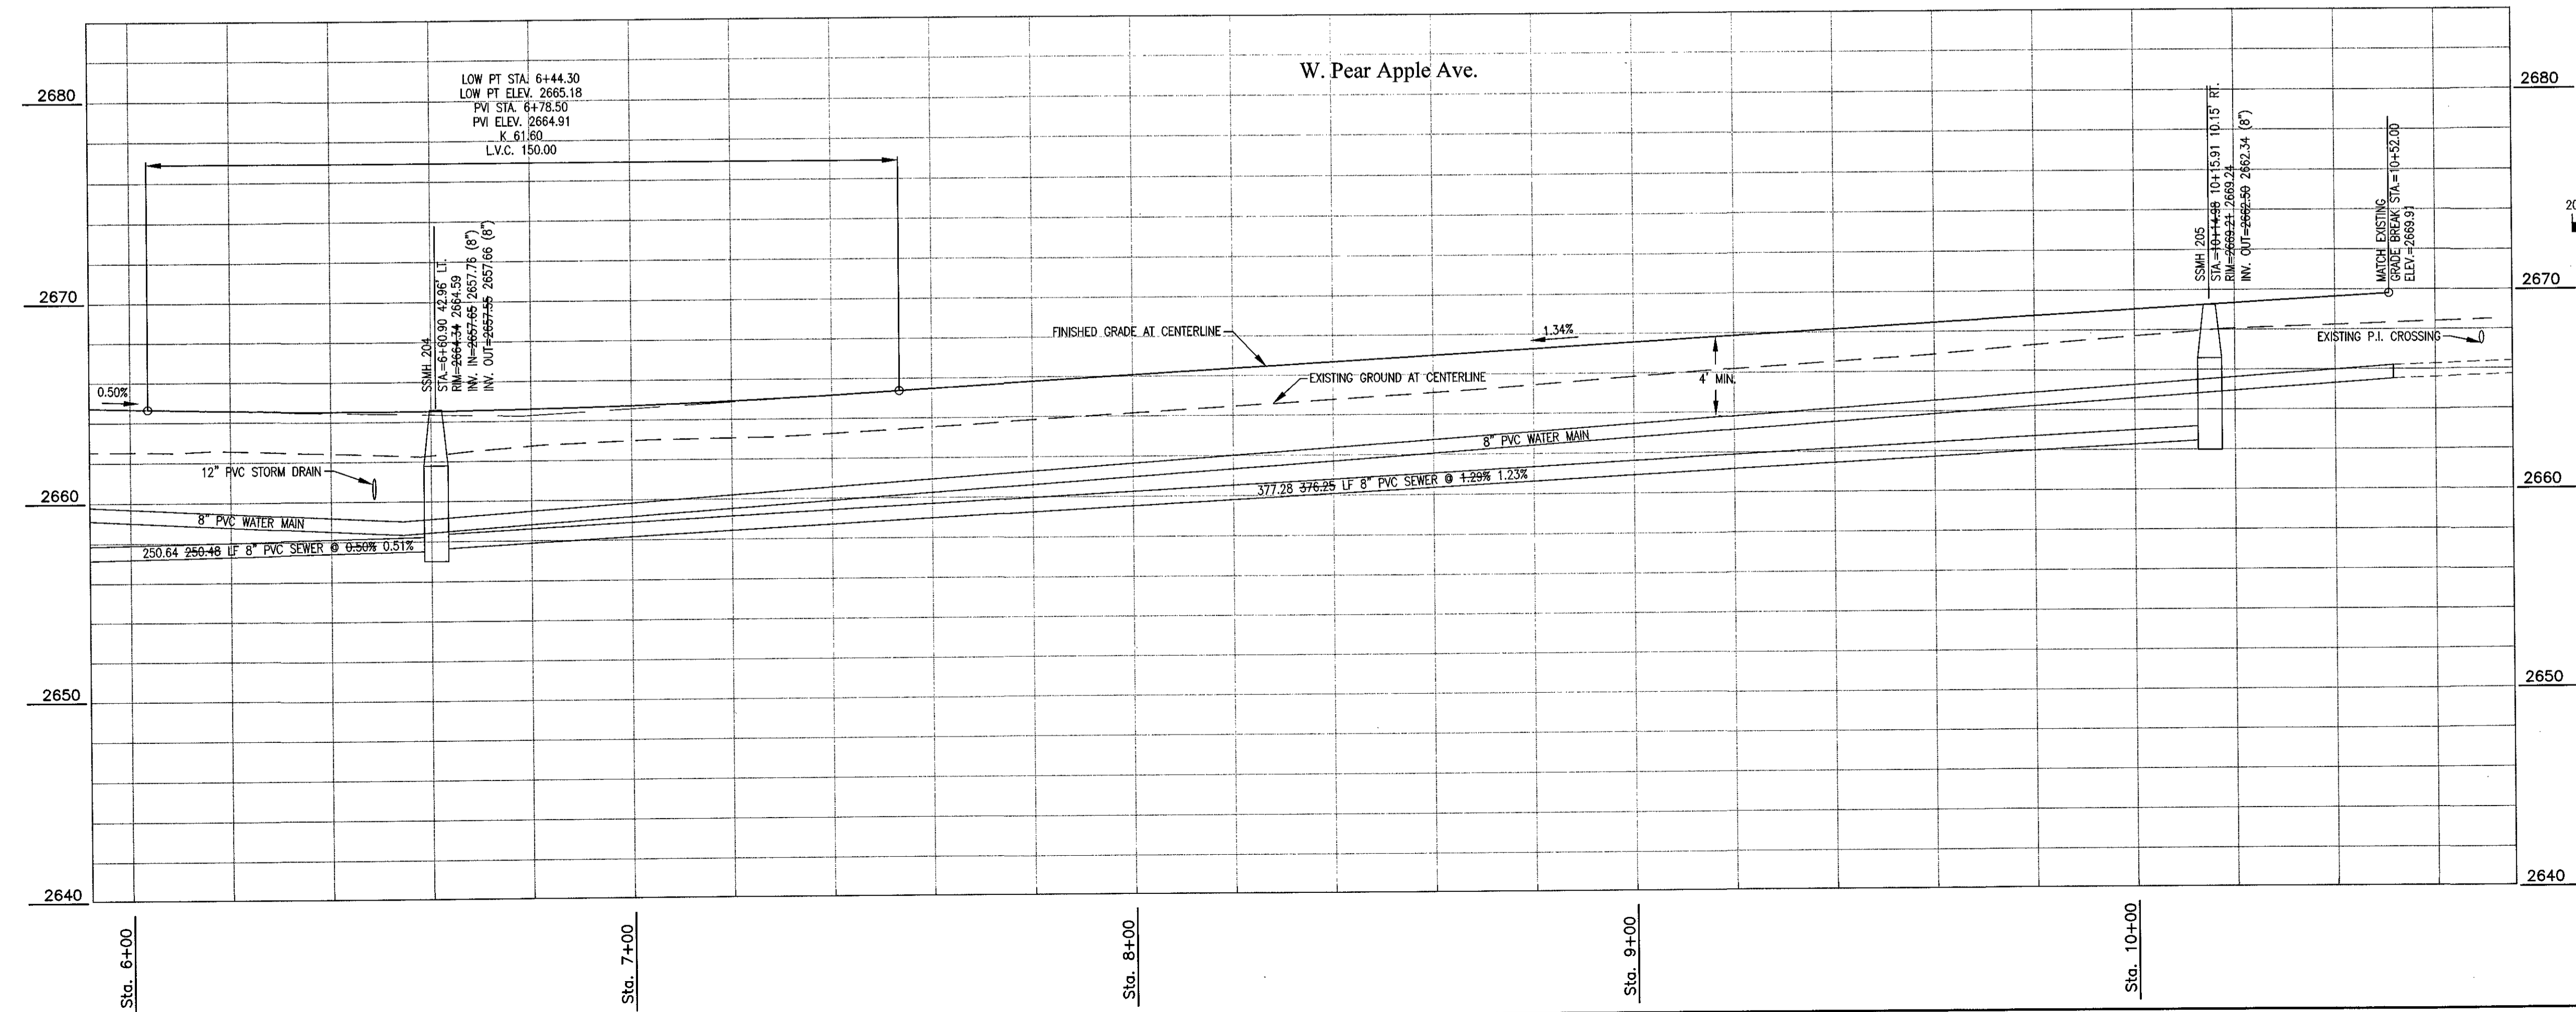 W. Pear Apple Ave.
2680
2670
2660
2650
2640
LOW PT STA. 6+44.30
LOW PT ELEV. 2665.18
PVI STA. 6+78.50
PVI ELEV. 2664.91
K 61.60
L.V.C. 150.00
0.50%
SSMH 204
STA.=6+60.90 42.96' LT.
RIM=2664.34 2664.59
INV. IN=2657.65 2657.76 (8")
INV. OUT=2657.55 2657.66 (8")
12" PVC STORM DRAIN
8" PVC WATER MAIN
250.64 250.48 LF 8" PVC SEWER @ 0.50% 0.51%
FINISHED GRADE AT CENTERLINE
EXISTING GROUND AT CENTERLINE
1.34%
4' MIN.
8" PVC WATER MAIN
377.28 376.25 LF 8" PVC SEWER @ 1.29% 1.23%
SSMH 205
STA.=10+14.98 10+15.91 10.15' RT.
RIM=2669.21 2669.24
INV. OUT=2662.50 2662.34 (8")
MATCH EXISTING
GRADE BREAK STA.=10+52.00
ELEV.=2669.91
EXISTING P.I. CROSSING
2680
2670
2660
2650
2640
20
Sta. 6+00
Sta. 7+00
Sta. 8+00
Sta. 9+00
Sta. 10+00